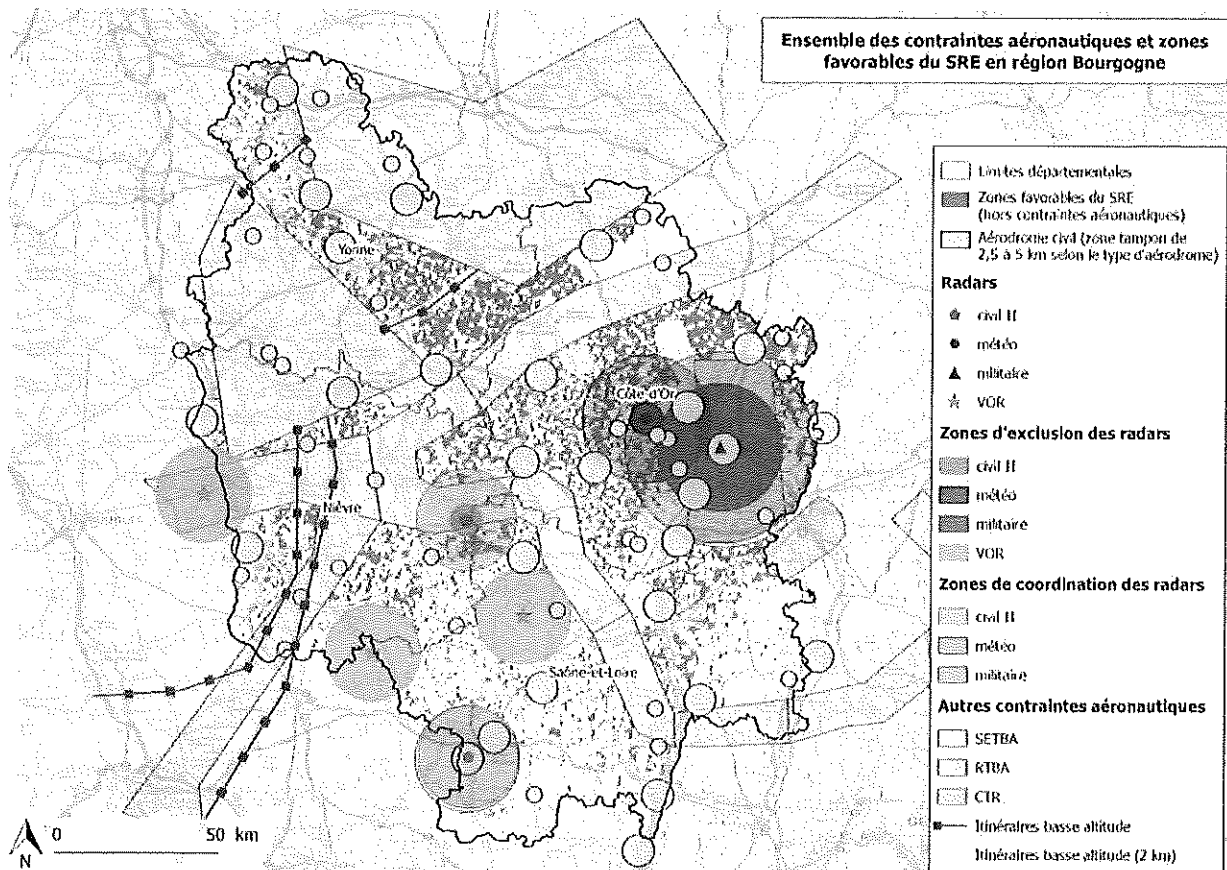 Ensemble des contraintes aéronautiques et zones
favorables du SRE en région Bourgogne
Limites départementales
Zones favorables du SRE
(hors contraintes aéronautiques)
Aérodrome civil (zone tampon de
2,5 à 5 km selon le type d'aérodrome)
Radars
civil II
météo
militaire
VOR
Zones d'exclusion des radars
civil II
météo
militaire
VOR
Zones de coordination des radars
civil II
météo
militaire
Autres contraintes aéronautiques
SETBA
RTBA
CTR
Itinéraires basse altitude
Itinéraires basse altitude (2 km)
Yonne
Côte-d'Or
Nièvre
Saône-et-Loire
0 50 km
N